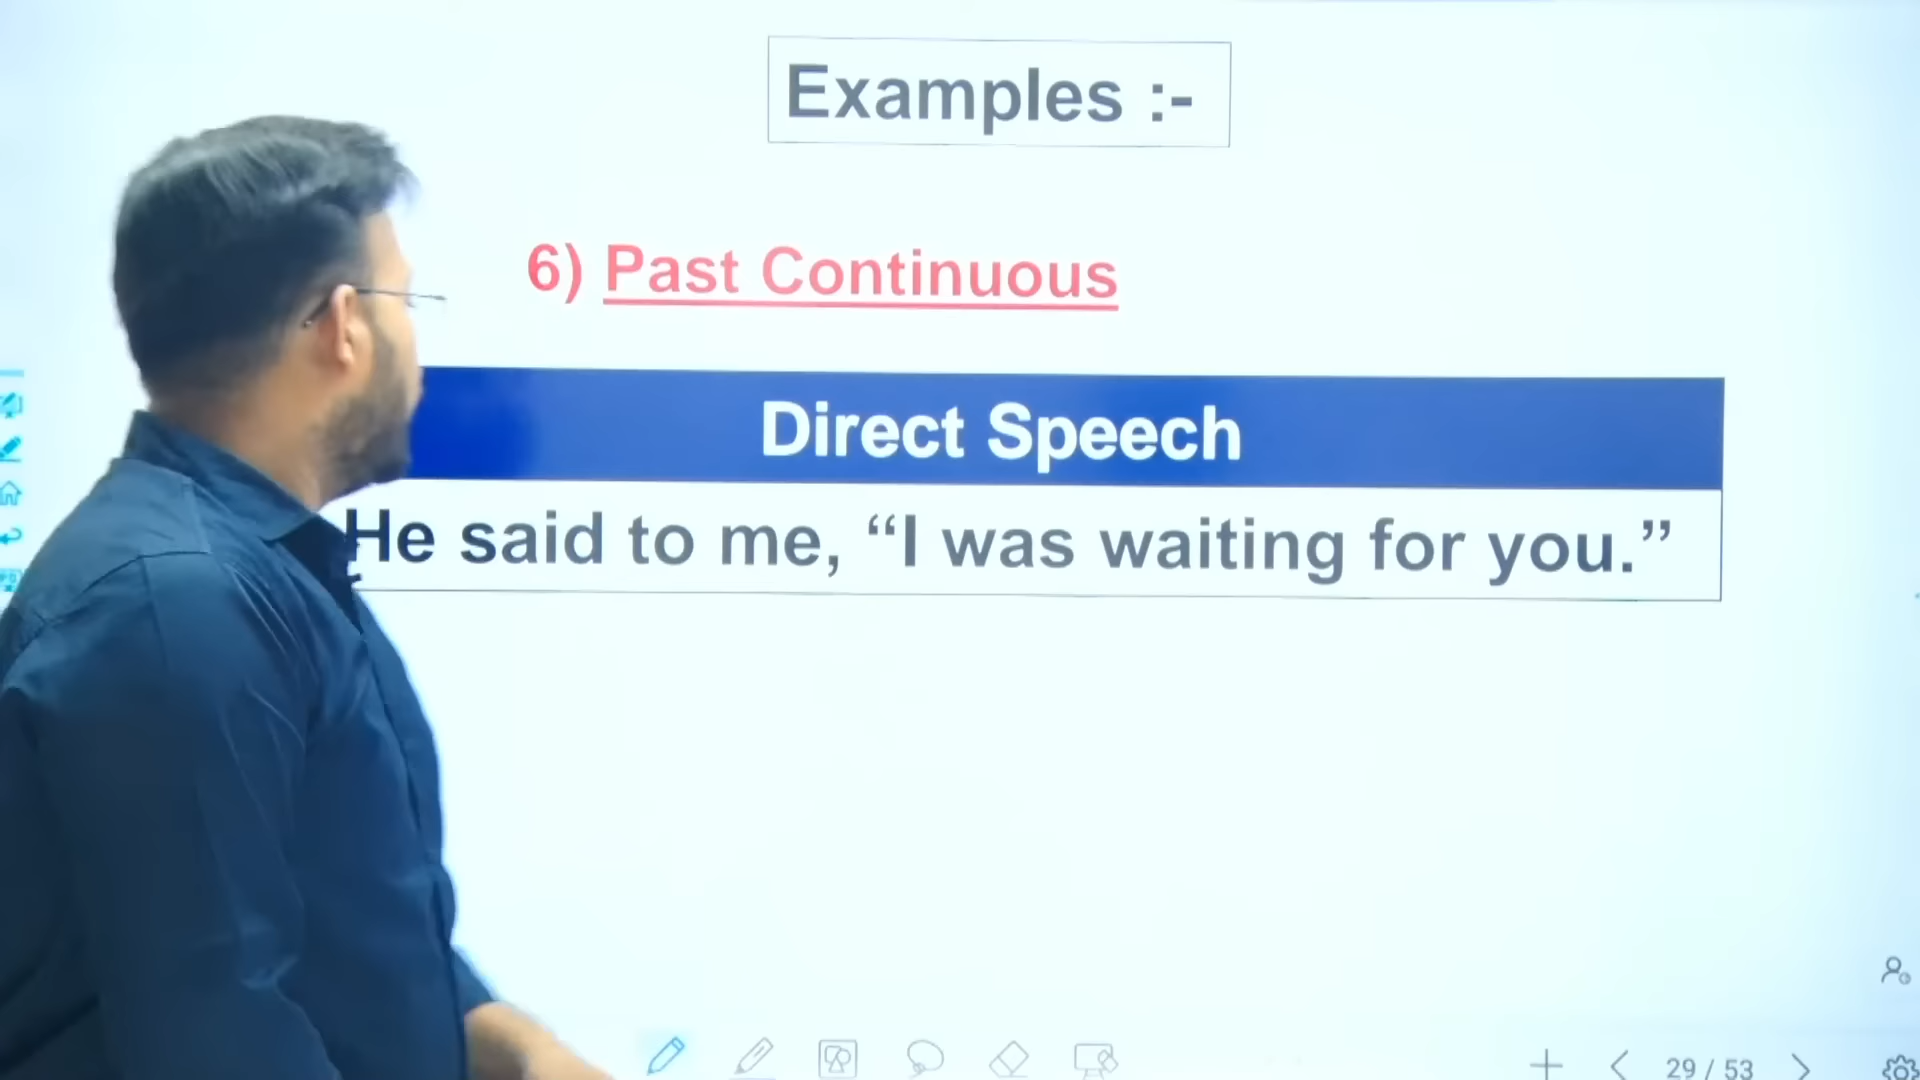 Examples :-
6) Past Continuous
Direct Speech
He said to me, “I was waiting for you.”
29 / 53